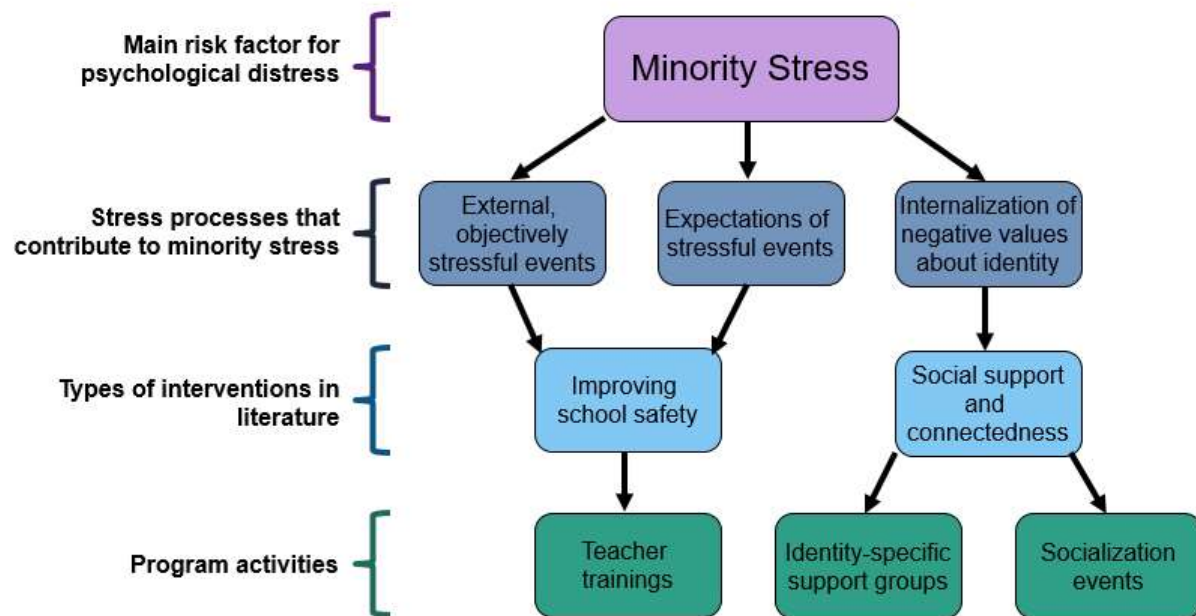 Main risk factor for
psychological distress
Minority Stress
Stress processes that
contribute to minority stress
External,
objectively
stressful events
Expectations of
stressful events
Internalization of
negative values
about identity
Types of interventions in
literature
Improving
school safety
Social support
and
connectedness
Program activities
Teacher
trainings
Identity-specific
support groups
Socialization
events